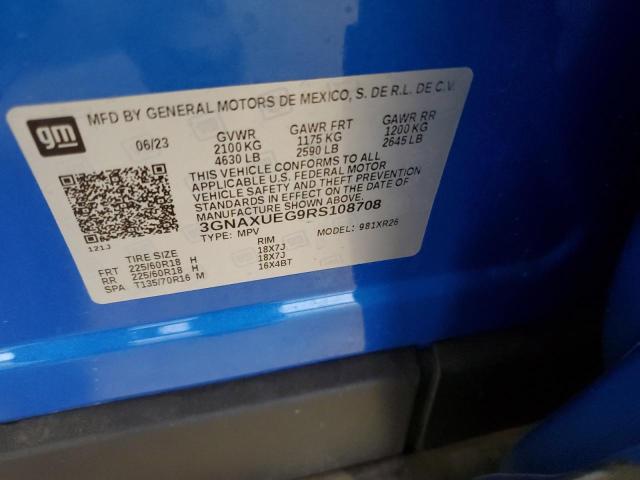 gm
MFD BY GENERAL MOTORS DE MEXICO, S. DE R.L. DE C.V.
06/23 GVWR GAWR FRT GAWR RR
2100 KG 1175 KG 1200 KG
4630 LB 2590 LB 2645 LB
THIS VEHICLE CONFORMS TO ALL
APPLICABLE U.S. FEDERAL MOTOR
VEHICLE SAFETY AND THEFT PREVENTION
STANDARDS IN EFFECT ON THE DATE OF
MANUFACTURE SHOWN ABOVE.
3GNAXUEG9RS108708
TYPE: MPV MODEL: 981XR26
121J
TIRE SIZE RIM
FRT 225/60R18 H 18X7J
RR 225/60R18 H 18X7J
SPA T135/70R16 M 16X4BT